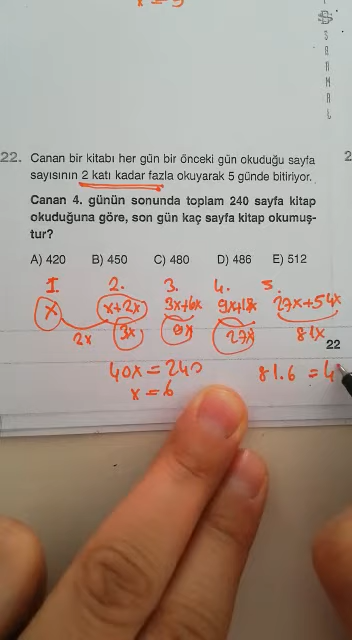 x = 9
S
A
R
M
A
L
22. Canan bir kitabı her gün bir önceki gün okuduğu sayfa
sayısının 2 katı kadar fazla okuyarak 5 günde bitiriyor.
Canan 4. günün sonunda toplam 240 sayfa kitap
okuduğuna göre, son gün kaç sayfa kitap okumuş-
tur?
A) 420 B) 450 C) 480 D) 486 E) 512
1. 2. 3. 4. 5.
x x+2x 3x+6x 9x+18x 27x+54x
2x 3x 9x 27x 81x
22
40x = 240 81.6 = 4
x = 6
2